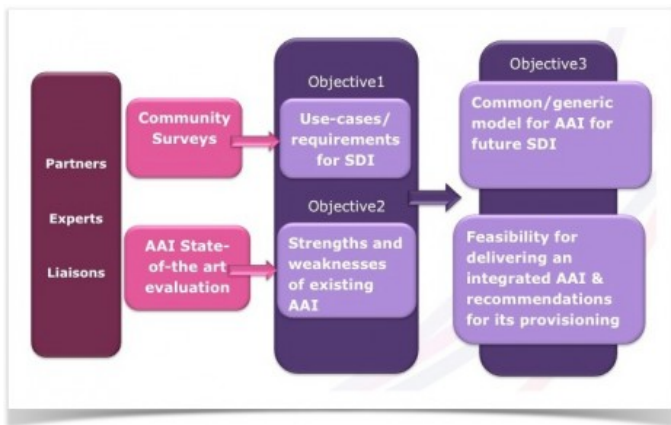 Partners
Experts
Liaisons
Community
Surveys
AAI State-
of-the art
evaluation
Objective1
Use-cases/
requirements
for SDI
Objective2
Strengths and
weaknesses
of existing
AAI
Objective3
Common/generic
model for AAI for
future SDI
Feasibility for
delivering an
integrated AAI &
recommendations
for its provisioning